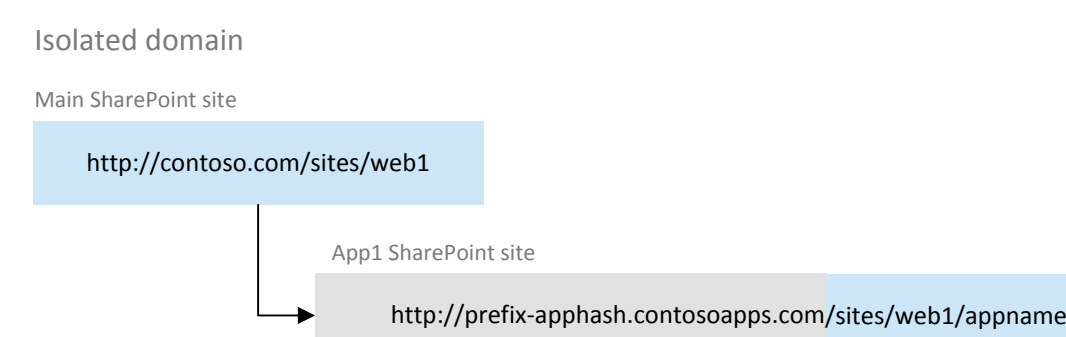 Isolated domain
Main SharePoint site
http://contoso.com/sites/web1
App1 SharePoint site
http://prefix-apphash.contosoapps.com/sites/web1/appname